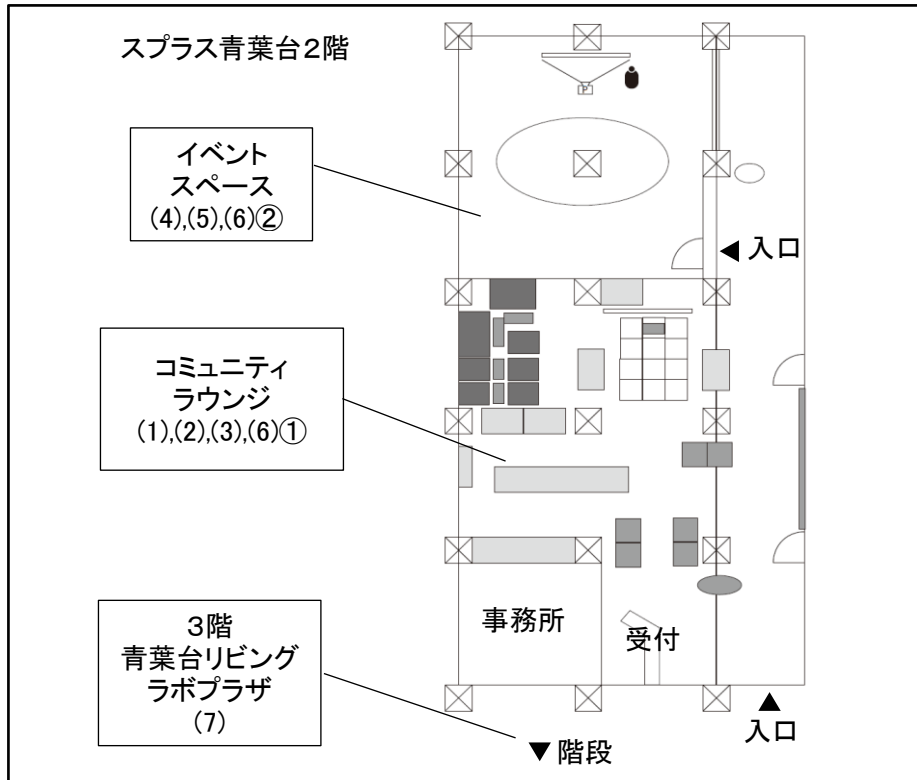 スプラス青葉台2階
イベント
スペース
(4),(5),(6)②
P
◀ 入口
コミュニティ
ラウンジ
(1),(2),(3),(6)①
事務所
受付
3階
青葉台リビング
ラボプラザ
(7)
▼階段
▲
入口